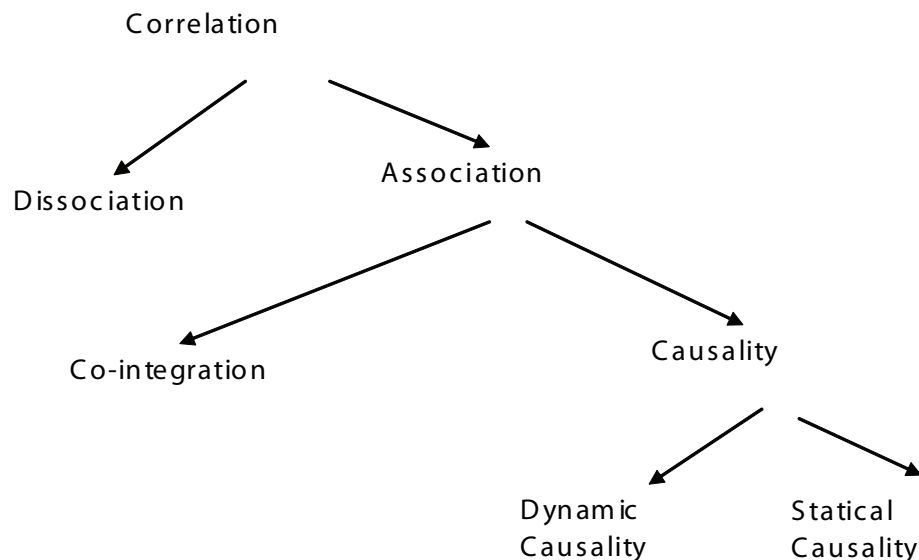 Correlation
Dissociation
Association
Co-integration
Causality
Dynamic
Causality
Statical
Causality